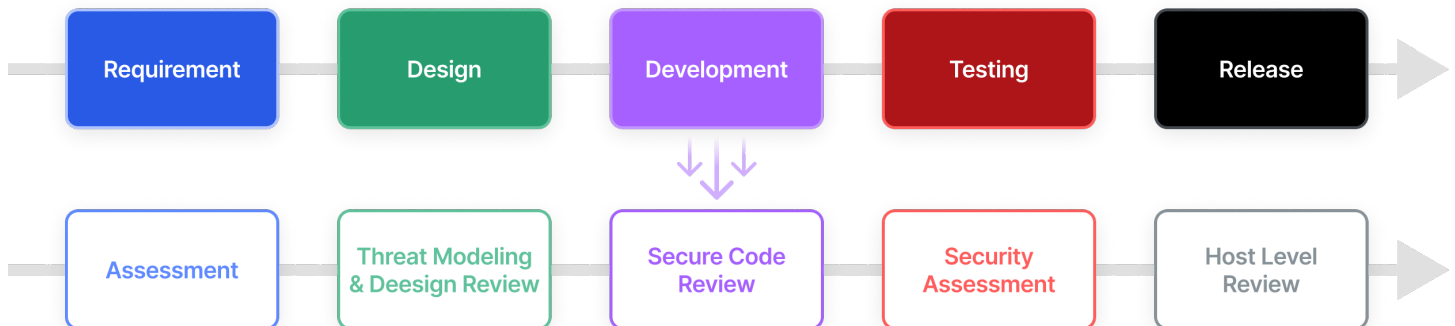 Requirement
Design
Development
Testing
Release
Assessment
Threat Modeling
& Deesign Review
Secure Code
Review
Security
Assessment
Host Level
Review